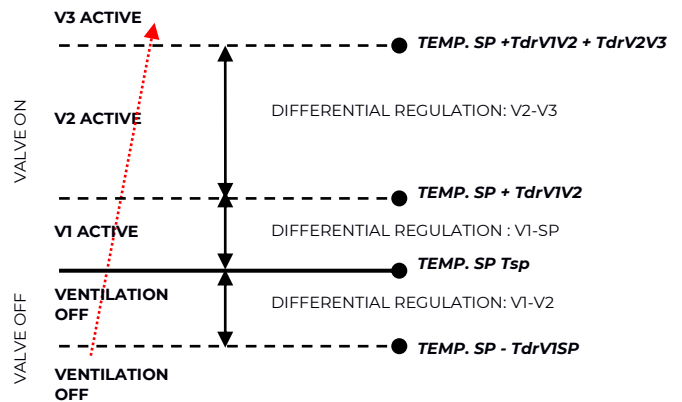 V3 ACTIVE
TEMP. SP +TdrV1V2 + TdrV2V3
VALVE ON
V2 ACTIVE
DIFFERENTIAL REGULATION: V2-V3
TEMP. SP + TdrV1V2
V1 ACTIVE
DIFFERENTIAL REGULATION : V1-SP
TEMP. SP Tsp
VALVE OFF
VENTILATION
OFF
DIFFERENTIAL REGULATION: V1-V2
TEMP. SP - TdrV1SP
VENTILATION
OFF